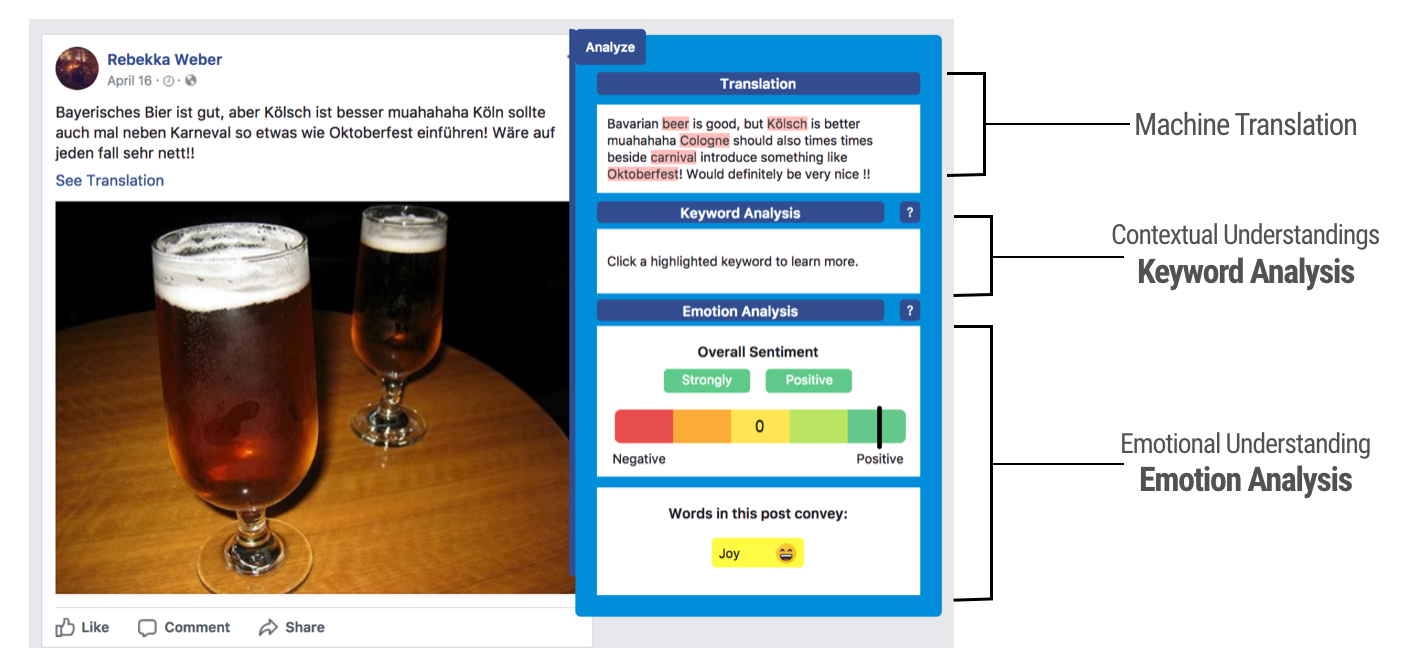 Rebekka Weber
April 16 · ·
Bayerisches Bier ist gut, aber Kölsch ist besser muahahaha Köln sollte
auch mal neben Karneval so etwas wie Oktoberfest einführen! Wäre auf
jeden fall sehr nett!!
See Translation
Like
Comment
Share
Analyze
Translation
Bavarian beer is good, but Kölsch is better
muahahaha Cologne should also times times
beside carnival introduce something like
Oktoberfest! Would definitely be very nice !!
Keyword Analysis
?
Click a highlighted keyword to learn more.
Emotion Analysis
?
Overall Sentiment
Strongly
Positive
0
Negative
Positive
Words in this post convey:
Joy
Machine Translation
Contextual Understandings
Keyword Analysis
Emotional Understanding
Emotion Analysis